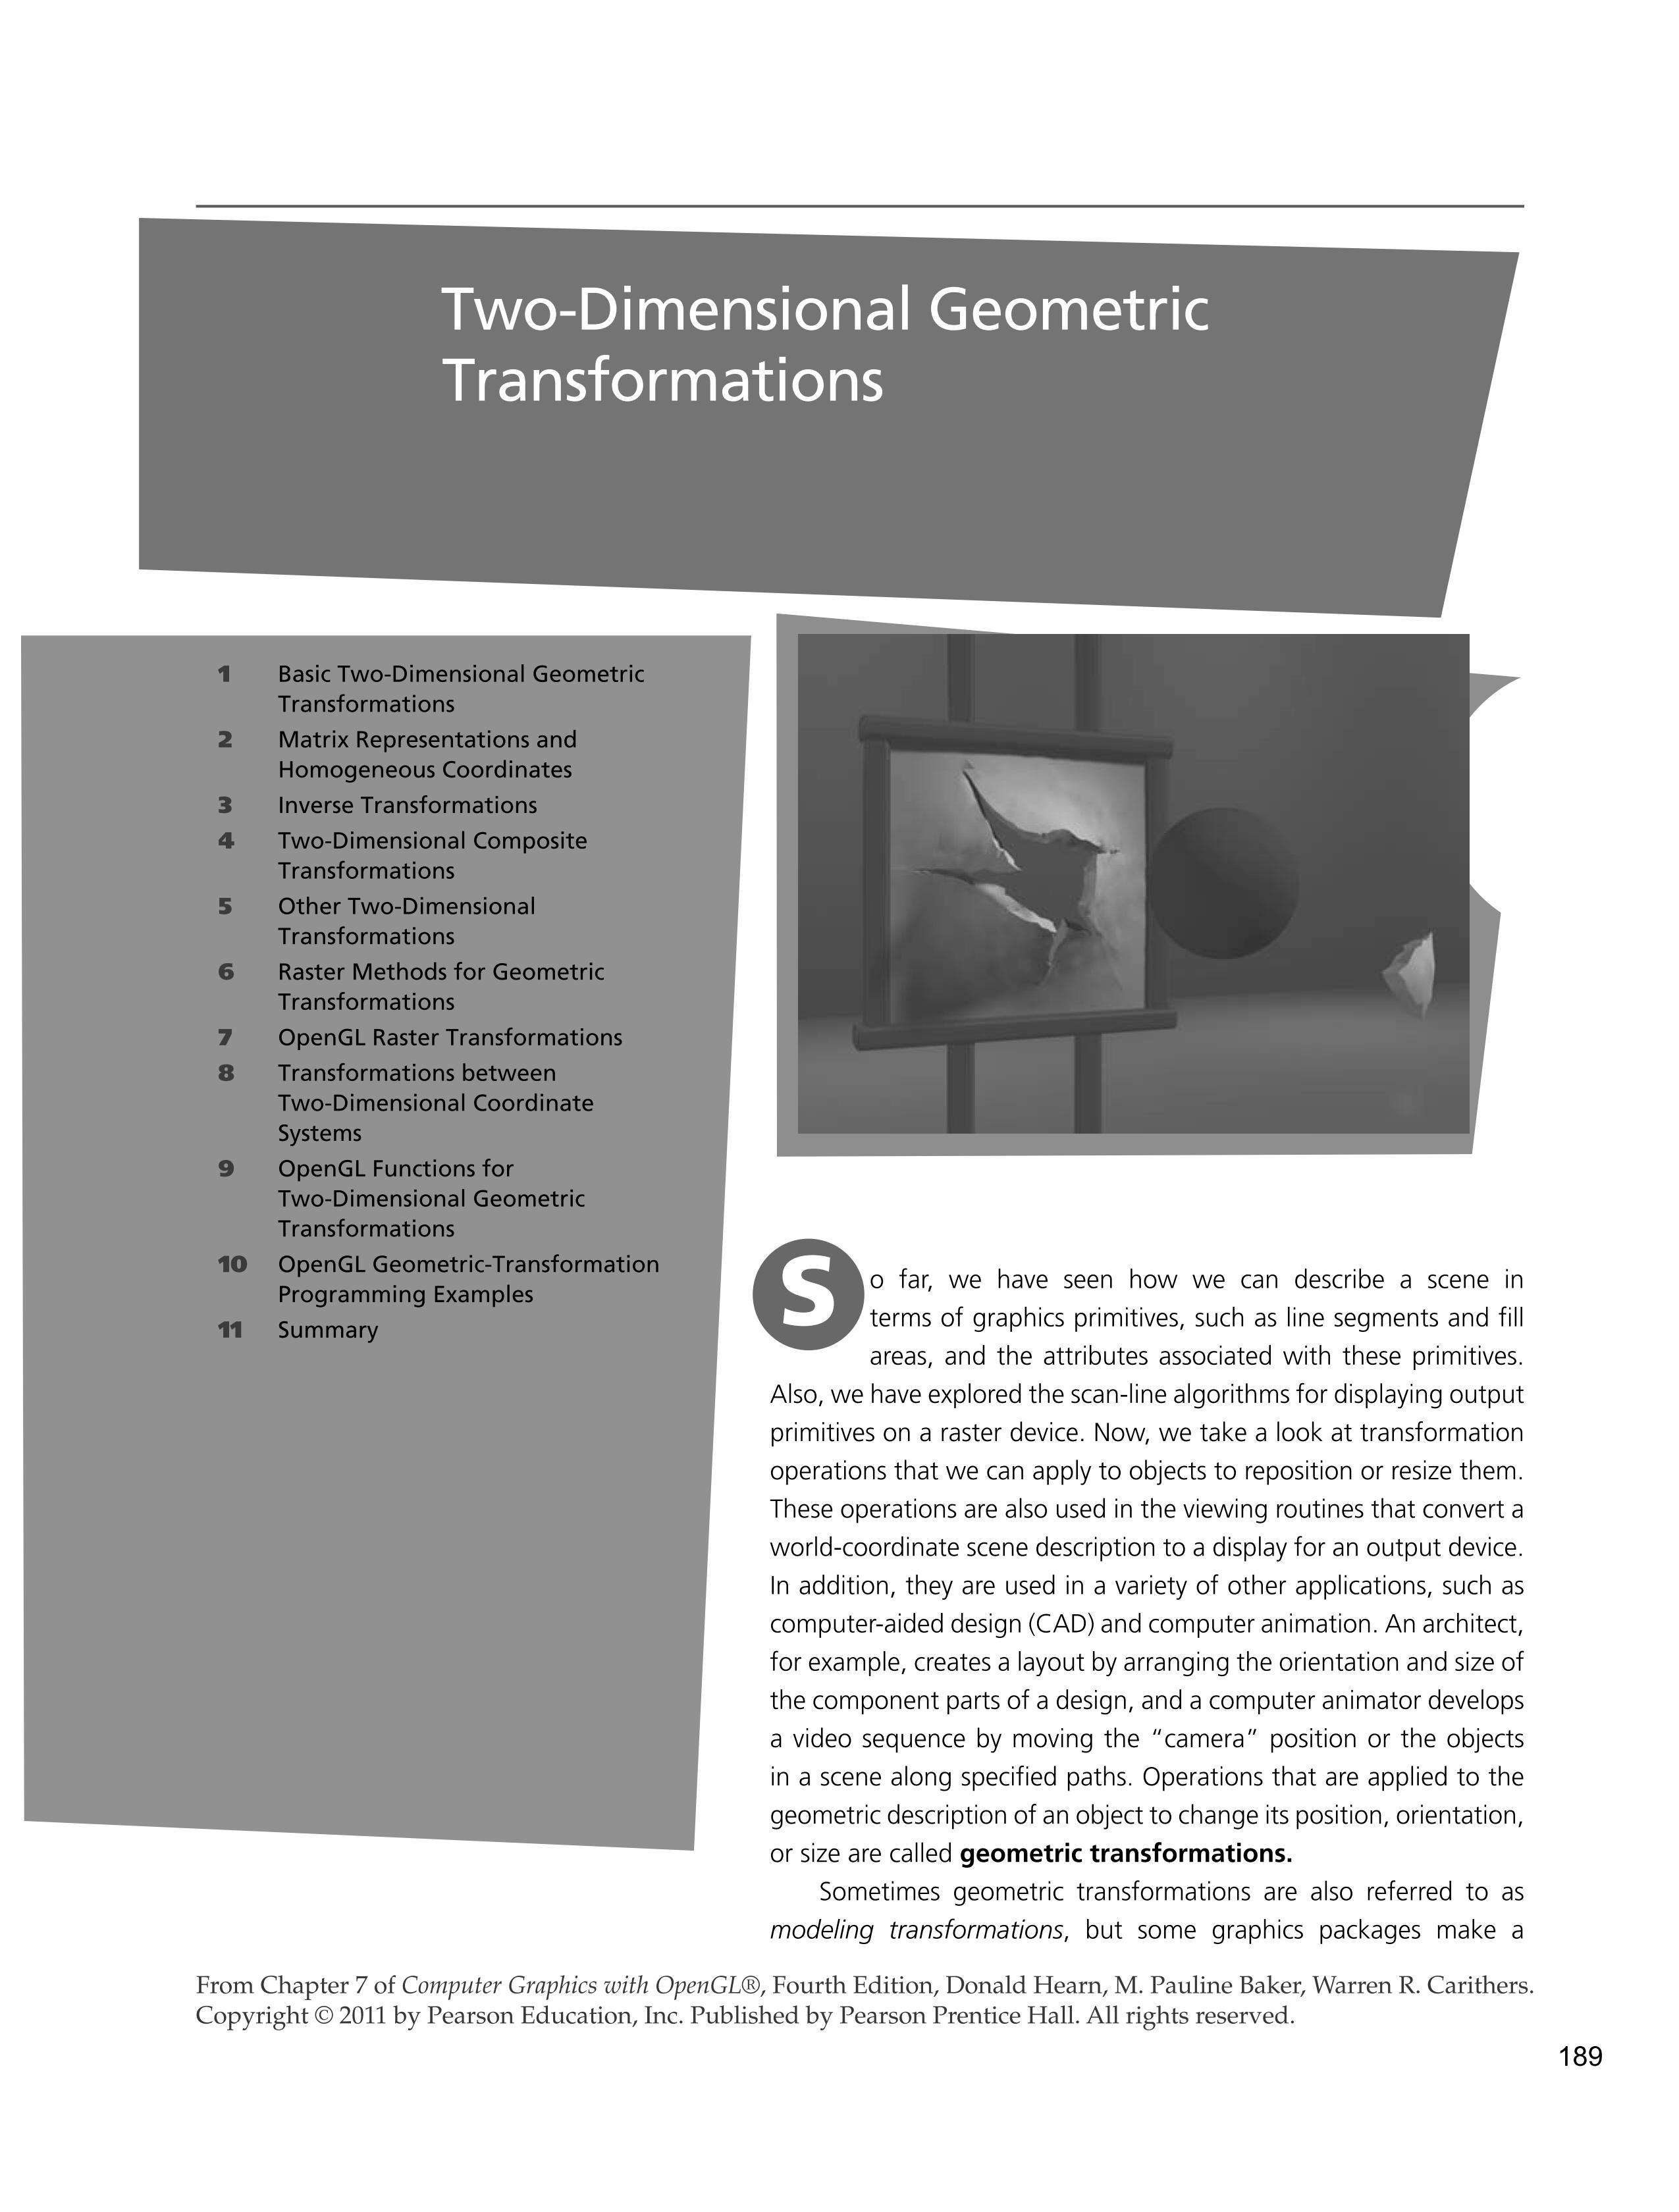 Two-Dimensional Geometric
Transformations
1 Basic Two-Dimensional Geometric
Transformations
2 Matrix Representations and
Homogeneous Coordinates
3 Inverse Transformations
4 Two-Dimensional Composite
Transformations
5 Other Two-Dimensional
Transformations
6 Raster Methods for Geometric
Transformations
7 OpenGL Raster Transformations
8 Transformations between
Two-Dimensional Coordinate
Systems
9 OpenGL Functions for
Two-Dimensional Geometric
Transformations
10 OpenGL Geometric-Transformation
Programming Examples
11 Summary
So far, we have seen how we can describe a scene in
terms of graphics primitives, such as line segments and fill
areas, and the attributes associated with these primitives.
Also, we have explored the scan-line algorithms for displaying output
primitives on a raster device. Now, we take a look at transformation
operations that we can apply to objects to reposition or resize them.
These operations are also used in the viewing routines that convert a
world-coordinate scene description to a display for an output device.
In addition, they are used in a variety of other applications, such as
computer-aided design (CAD) and computer animation. An architect,
for example, creates a layout by arranging the orientation and size of
the component parts of a design, and a computer animator develops
a video sequence by moving the “camera” position or the objects
in a scene along specified paths. Operations that are applied to the
geometric description of an object to change its position, orientation,
or size are called geometric transformations.
Sometimes geometric transformations are also referred to as
modeling transformations, but some graphics packages make a
From Chapter 7 of Computer Graphics with OpenGL®, Fourth Edition, Donald Hearn, M. Pauline Baker, Warren R. Carithers.
Copyright © 2011 by Pearson Education, Inc. Published by Pearson Prentice Hall. All rights reserved.
189